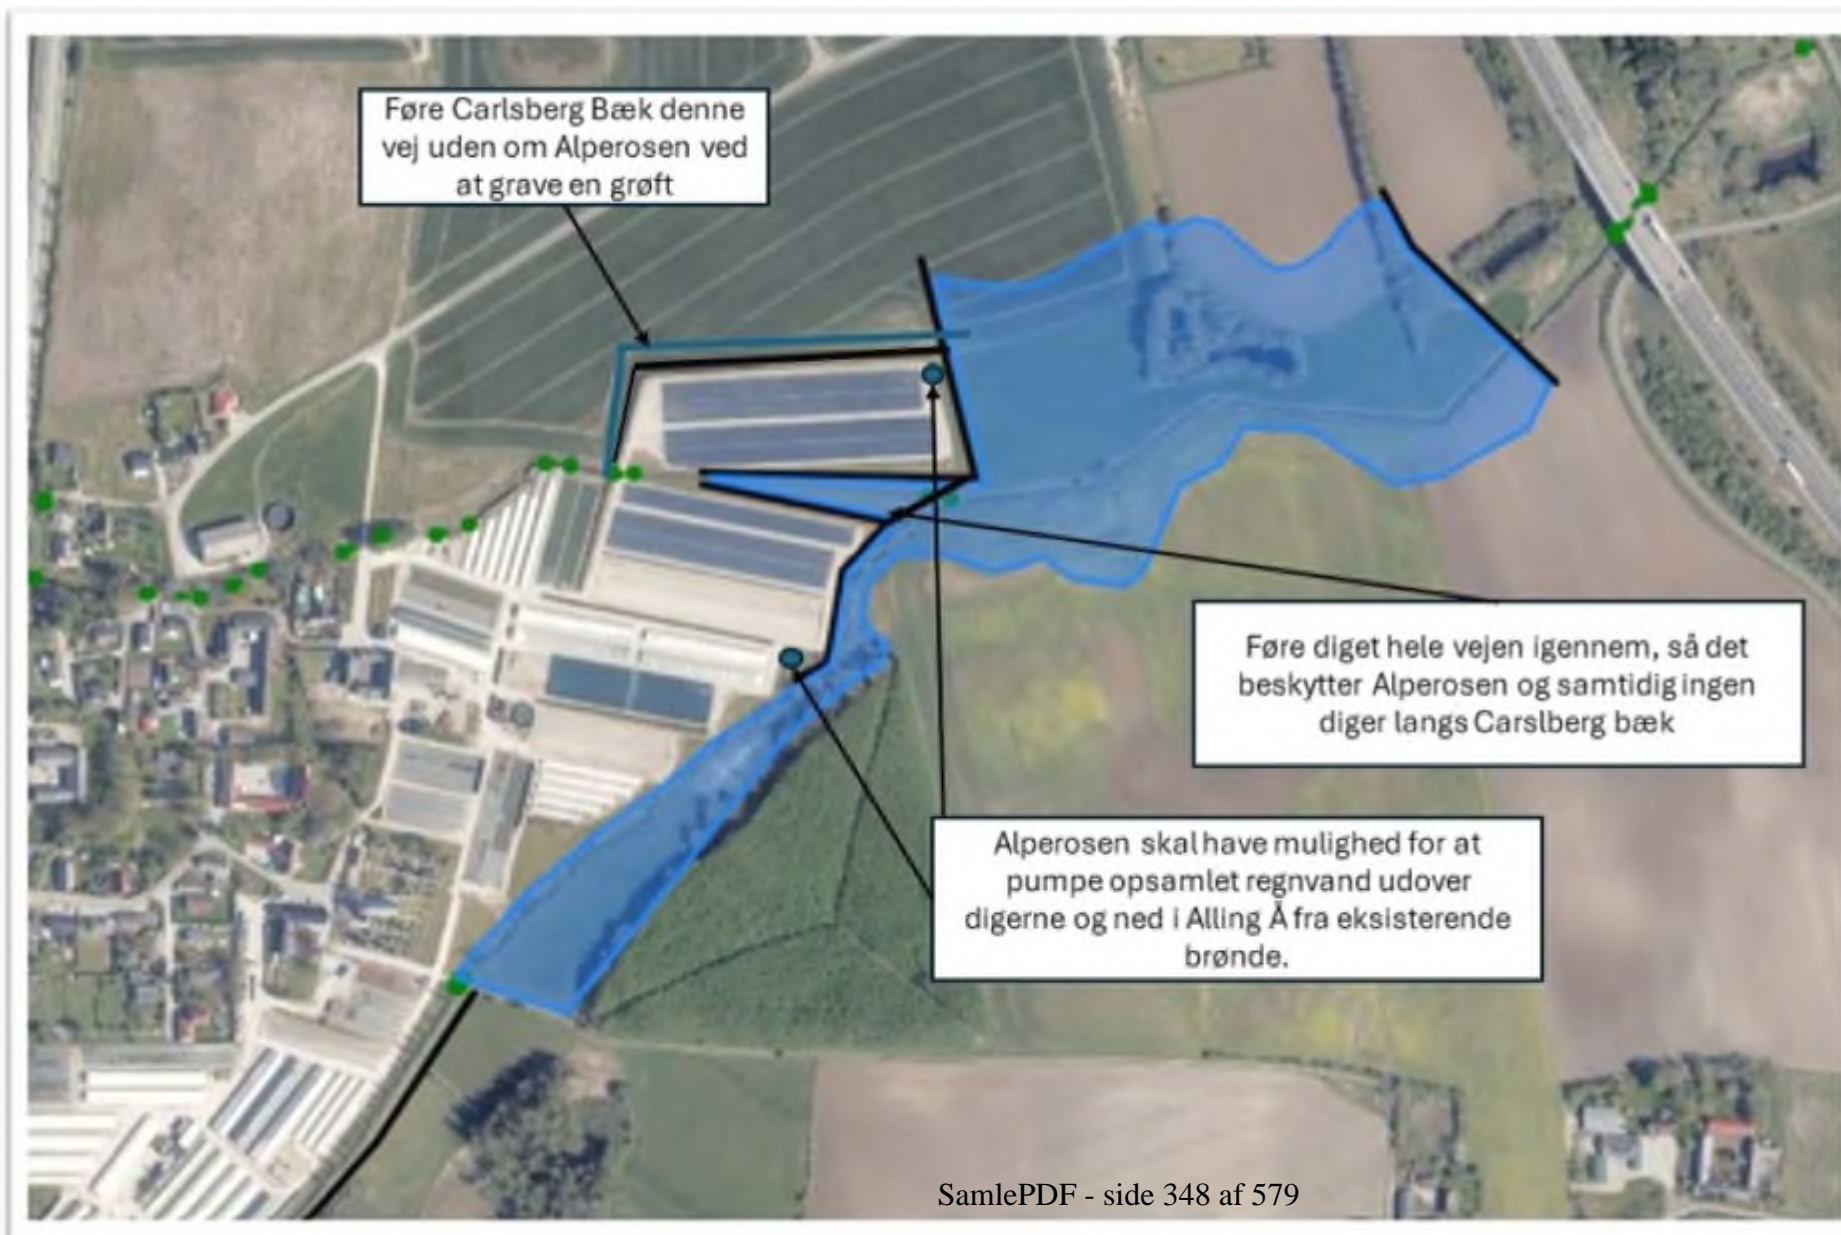 Føre Carlsberg Bæk denne
vej uden om Alperosen ved
at grave en grøft
Føre diget hele vejen igennem, så det
beskytter Alperosen og samtidig ingen
diger langs Carslberg bæk
Alperosen skal have mulighed for at
pumpe opsamlet regnvand udover
digerne og ned i Alling Å fra eksisterende
brønde.
SamlePDF - side 348 af 579